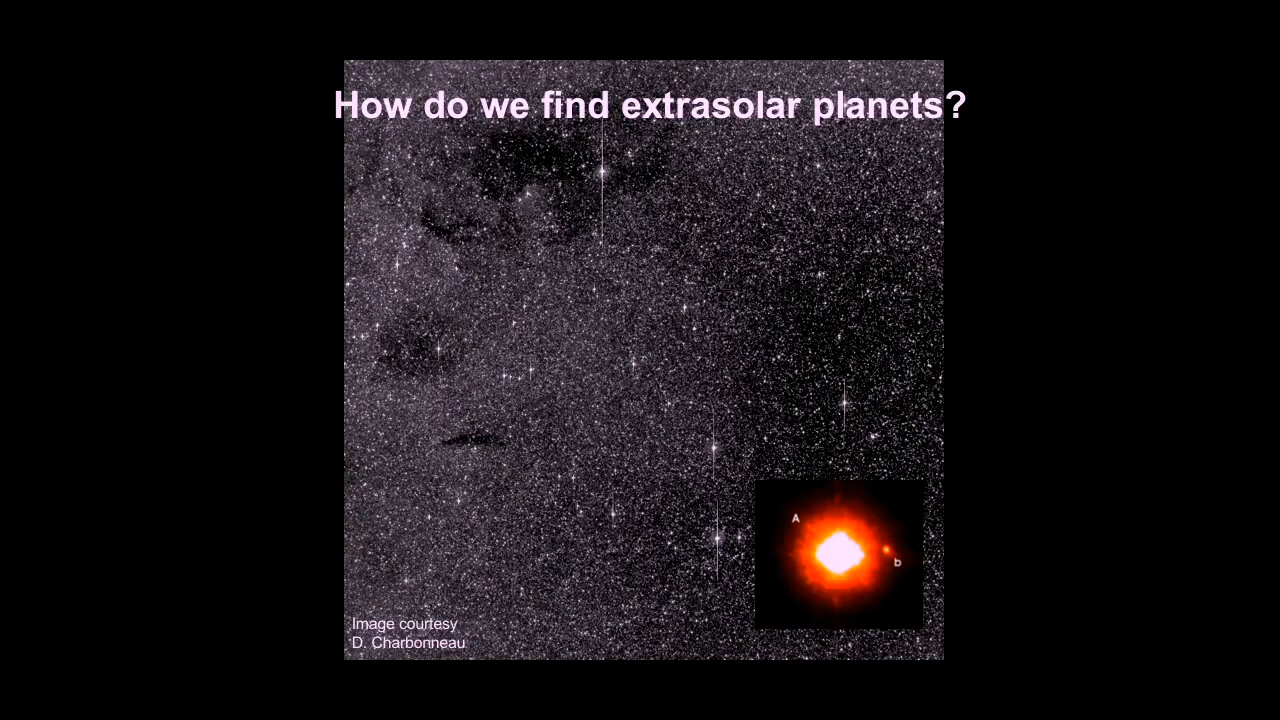 How do we find extrasolar planets?
A
b
Image courtesy
D. Charbonneau